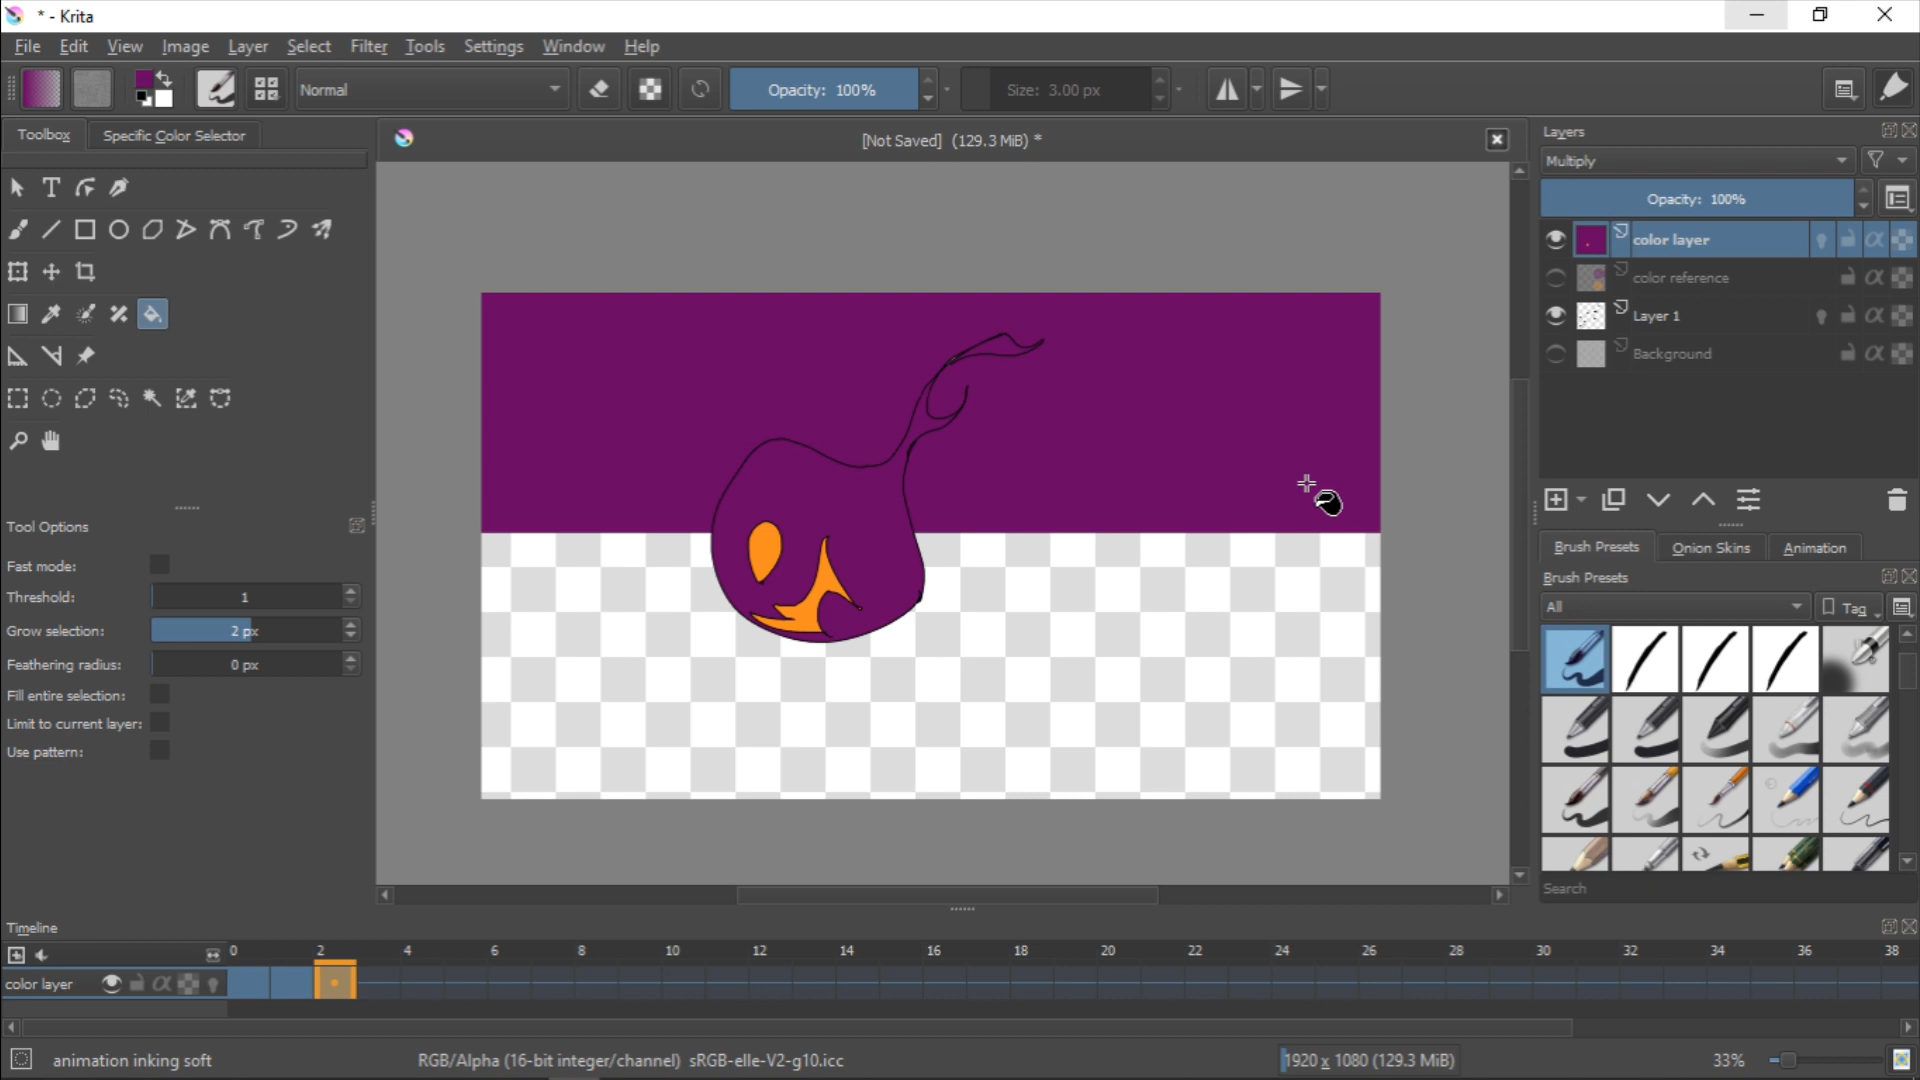 * - Krita
File Edit View Image Layer Select Filter Tools Settings Window Help
Normal Opacity: 100% Size: 3.00 px
Toolbox Specific Color Selector
[Not Saved] (129.3 MiB) *
Layers
Multiply
Opacity: 100%
color layer
color reference
Layer 1
Background
Tool Options
Fast mode:
Threshold: 1
Grow selection: 2 px
Feathering radius: 0 px
Fill entire selection:
Limit to current layer:
Use pattern:
Brush Presets Onion Skins Animation
Brush Presets
All Tag
Search
Timeline
0 2 4 6 8 10 12 14 16 18 20 22 24 26 28 30 32 34 36 38
color layer
animation inking soft RGB/Alpha (16-bit integer/channel) sRGB-elle-V2-g10.icc 1920 x 1080 (129.3 MiB) 33%